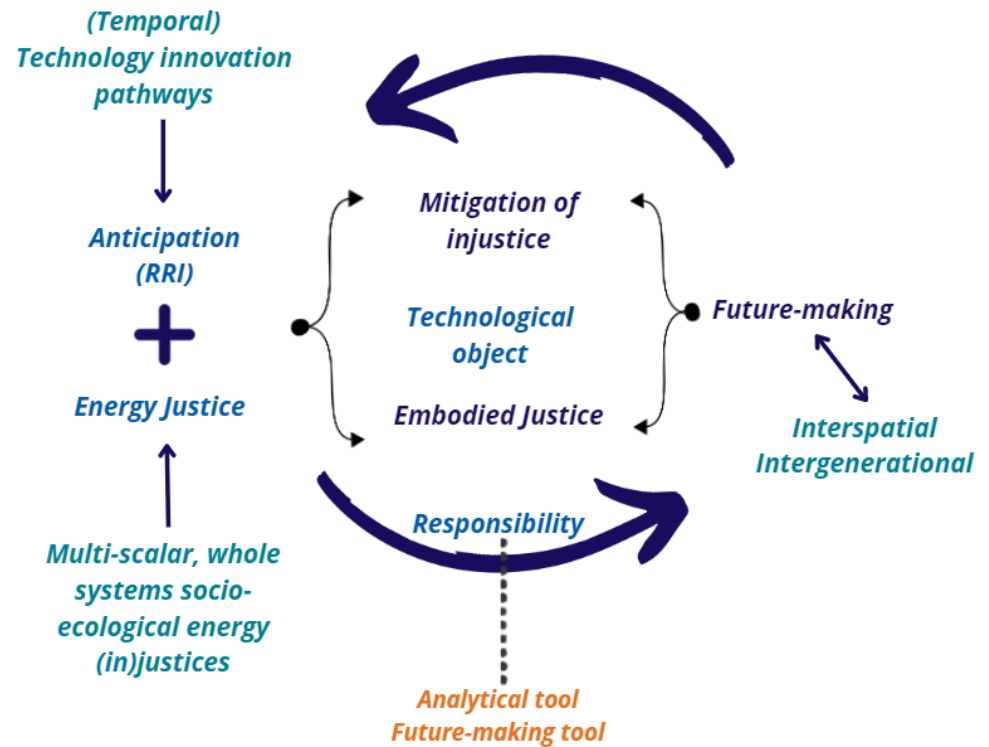 (Temporal)
Technology innovation
pathways
Anticipation
(RRI)
Energy Justice
Multi-scalar, whole
systems socio-
ecological energy
(in)justices
Mitigation of
injustice
Technological
object
Embodied Justice
Responsibility
Analytical tool
Future-making tool
Future-making
Interspatial
Intergenerational